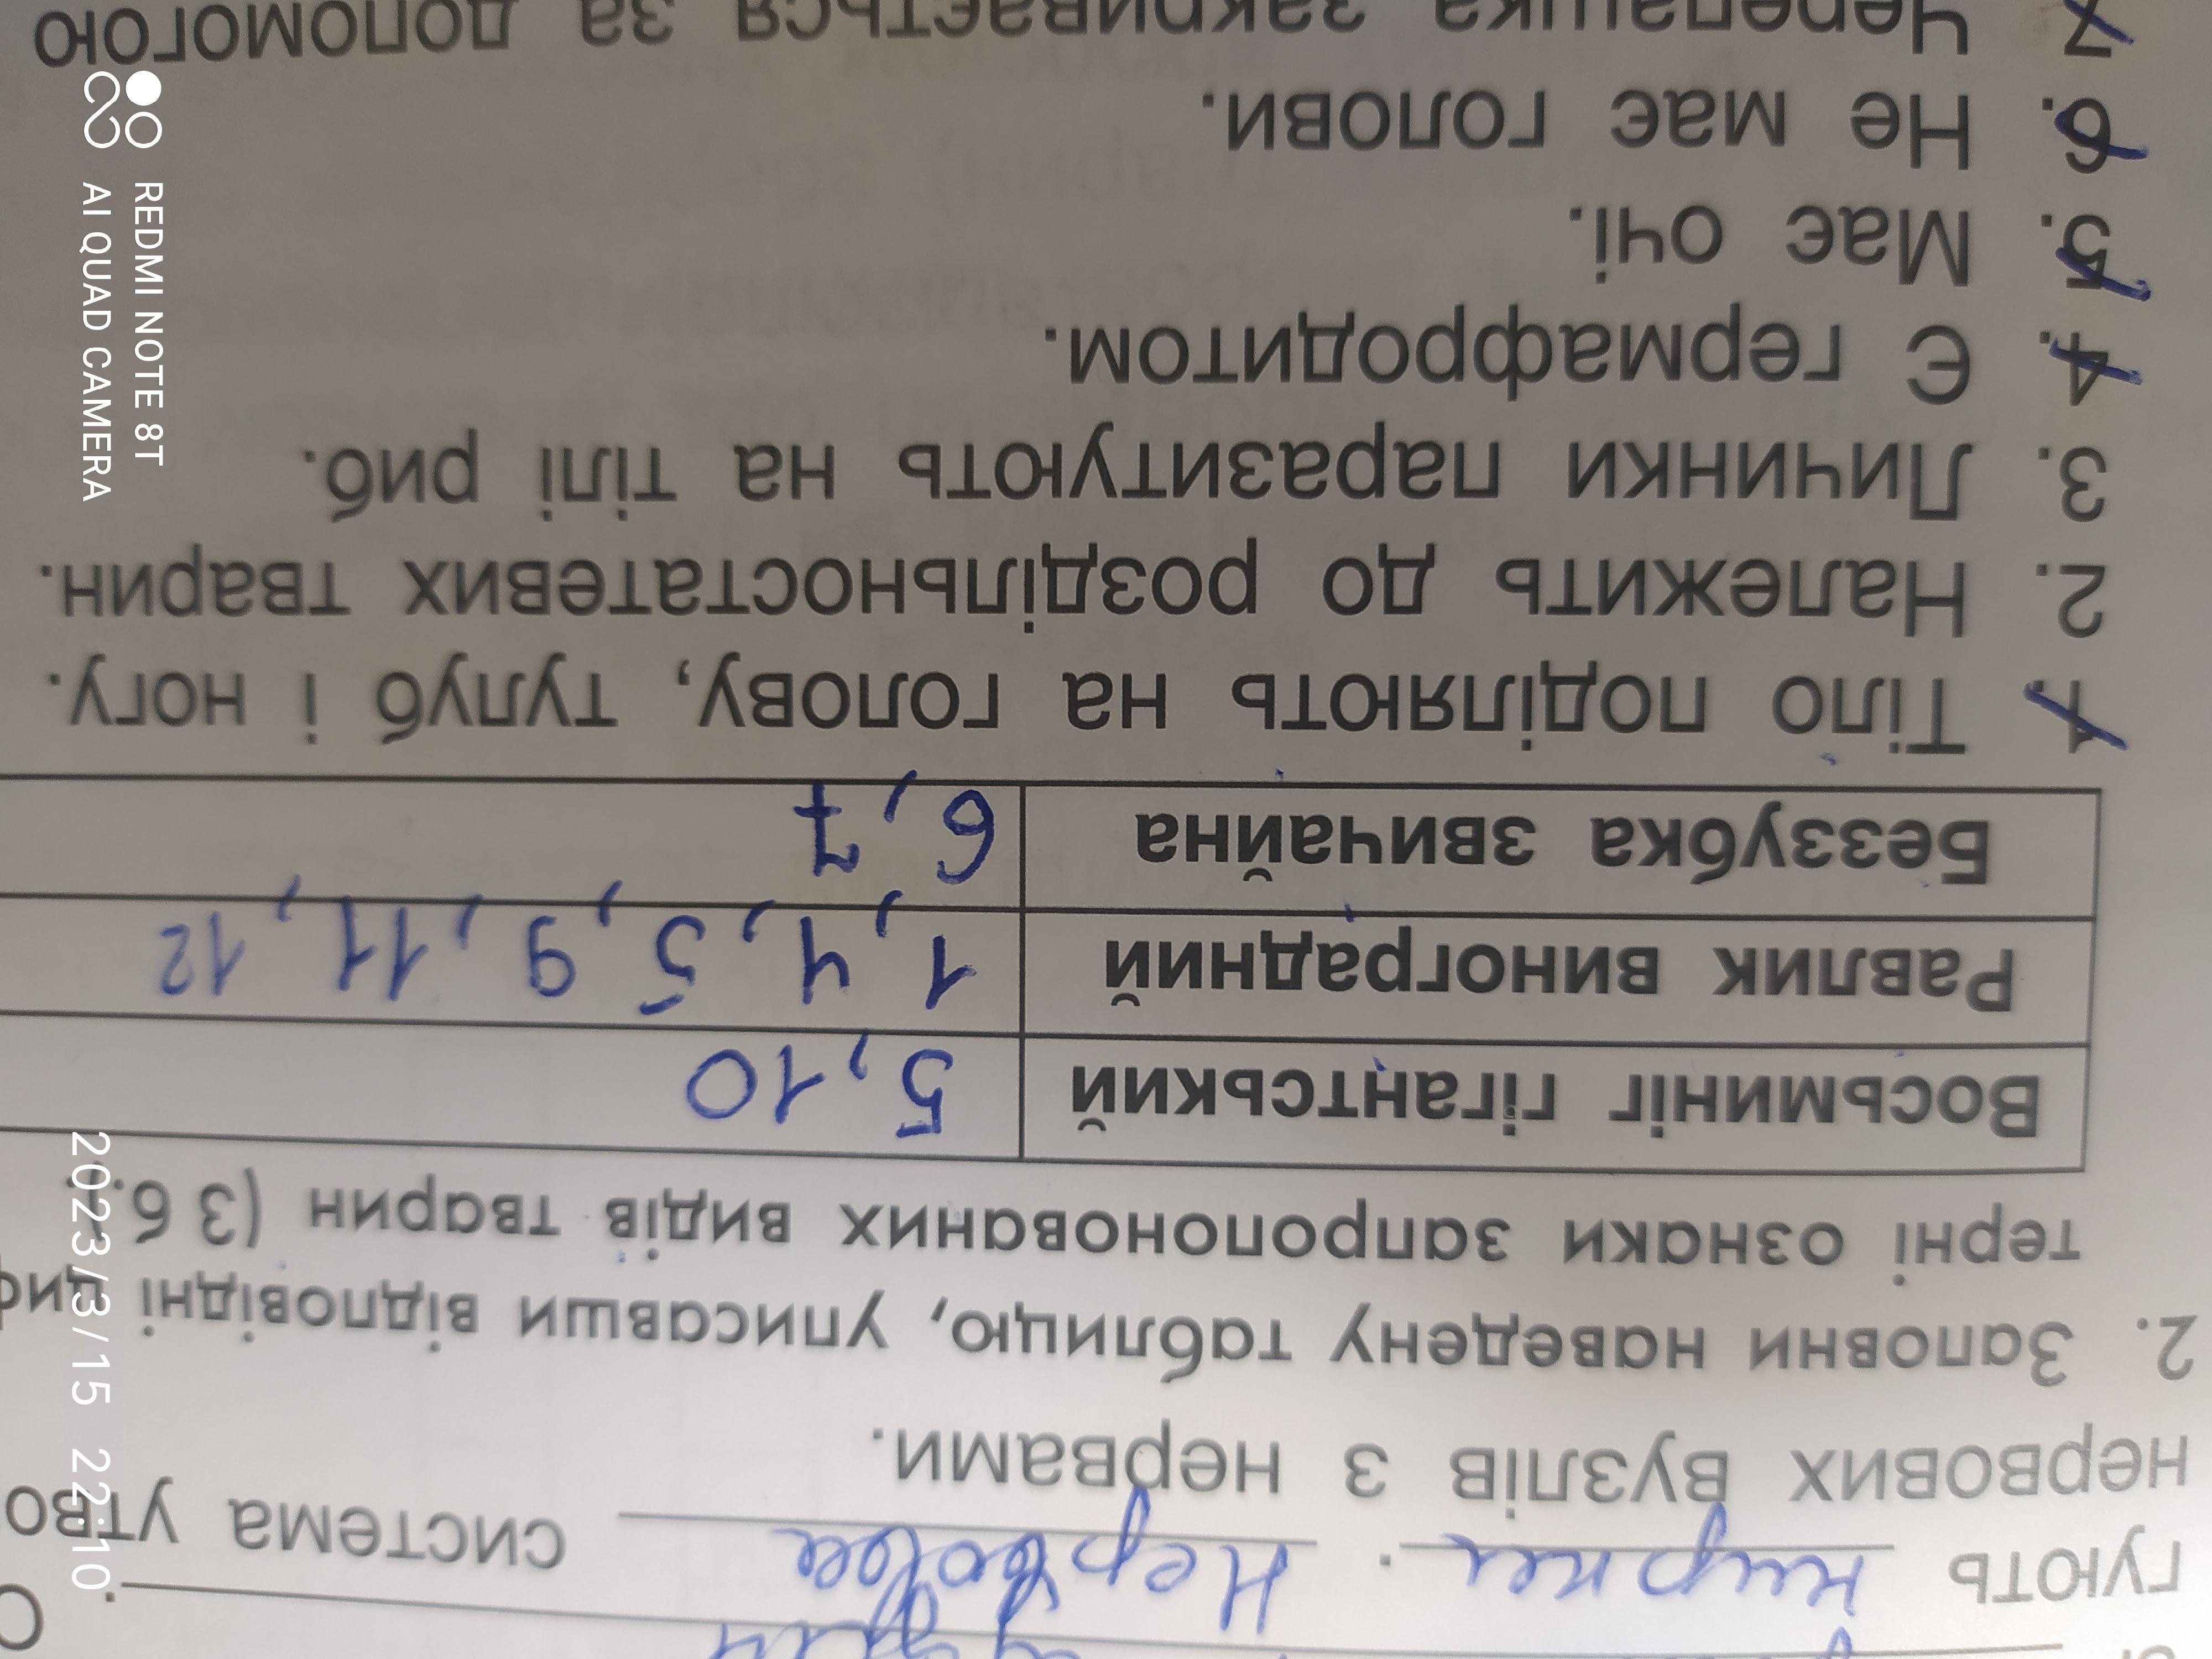 гують нирки. Нервова система утво
нервових вузлів з нервами.
2. Заповни наведену таблицю, уписавши відповідні
терні ознаки запропонованих видів тварин (3 б.).
Восьминіг гігантський 5, 10
Равлик виноградний 1, 4, 5, 9, 11, 12
Беззубка звичайна 6, 7
1. Тіло поділяють на голову, тулуб і ногу.
2. Належить до роздільностатевих тварин.
3. Личинки паразитують на тілі риб.
4. Є гермафродитом.
5. Має очі.
6. Не має голови.
7. Черепашка закривається за допомогою
REDMI NOTE 8T
AI QUAD CAMERA
2023/3/15 22:10